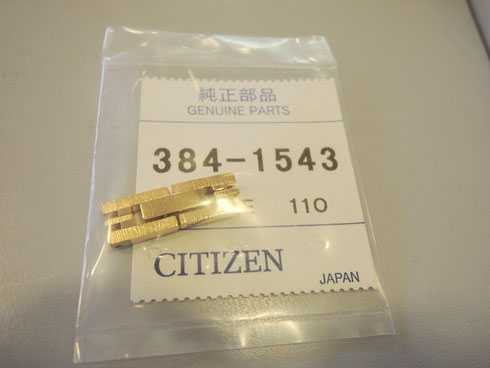 純正部品
GENUINE PARTS
384-1543
E 110
CITIZEN
JAPAN